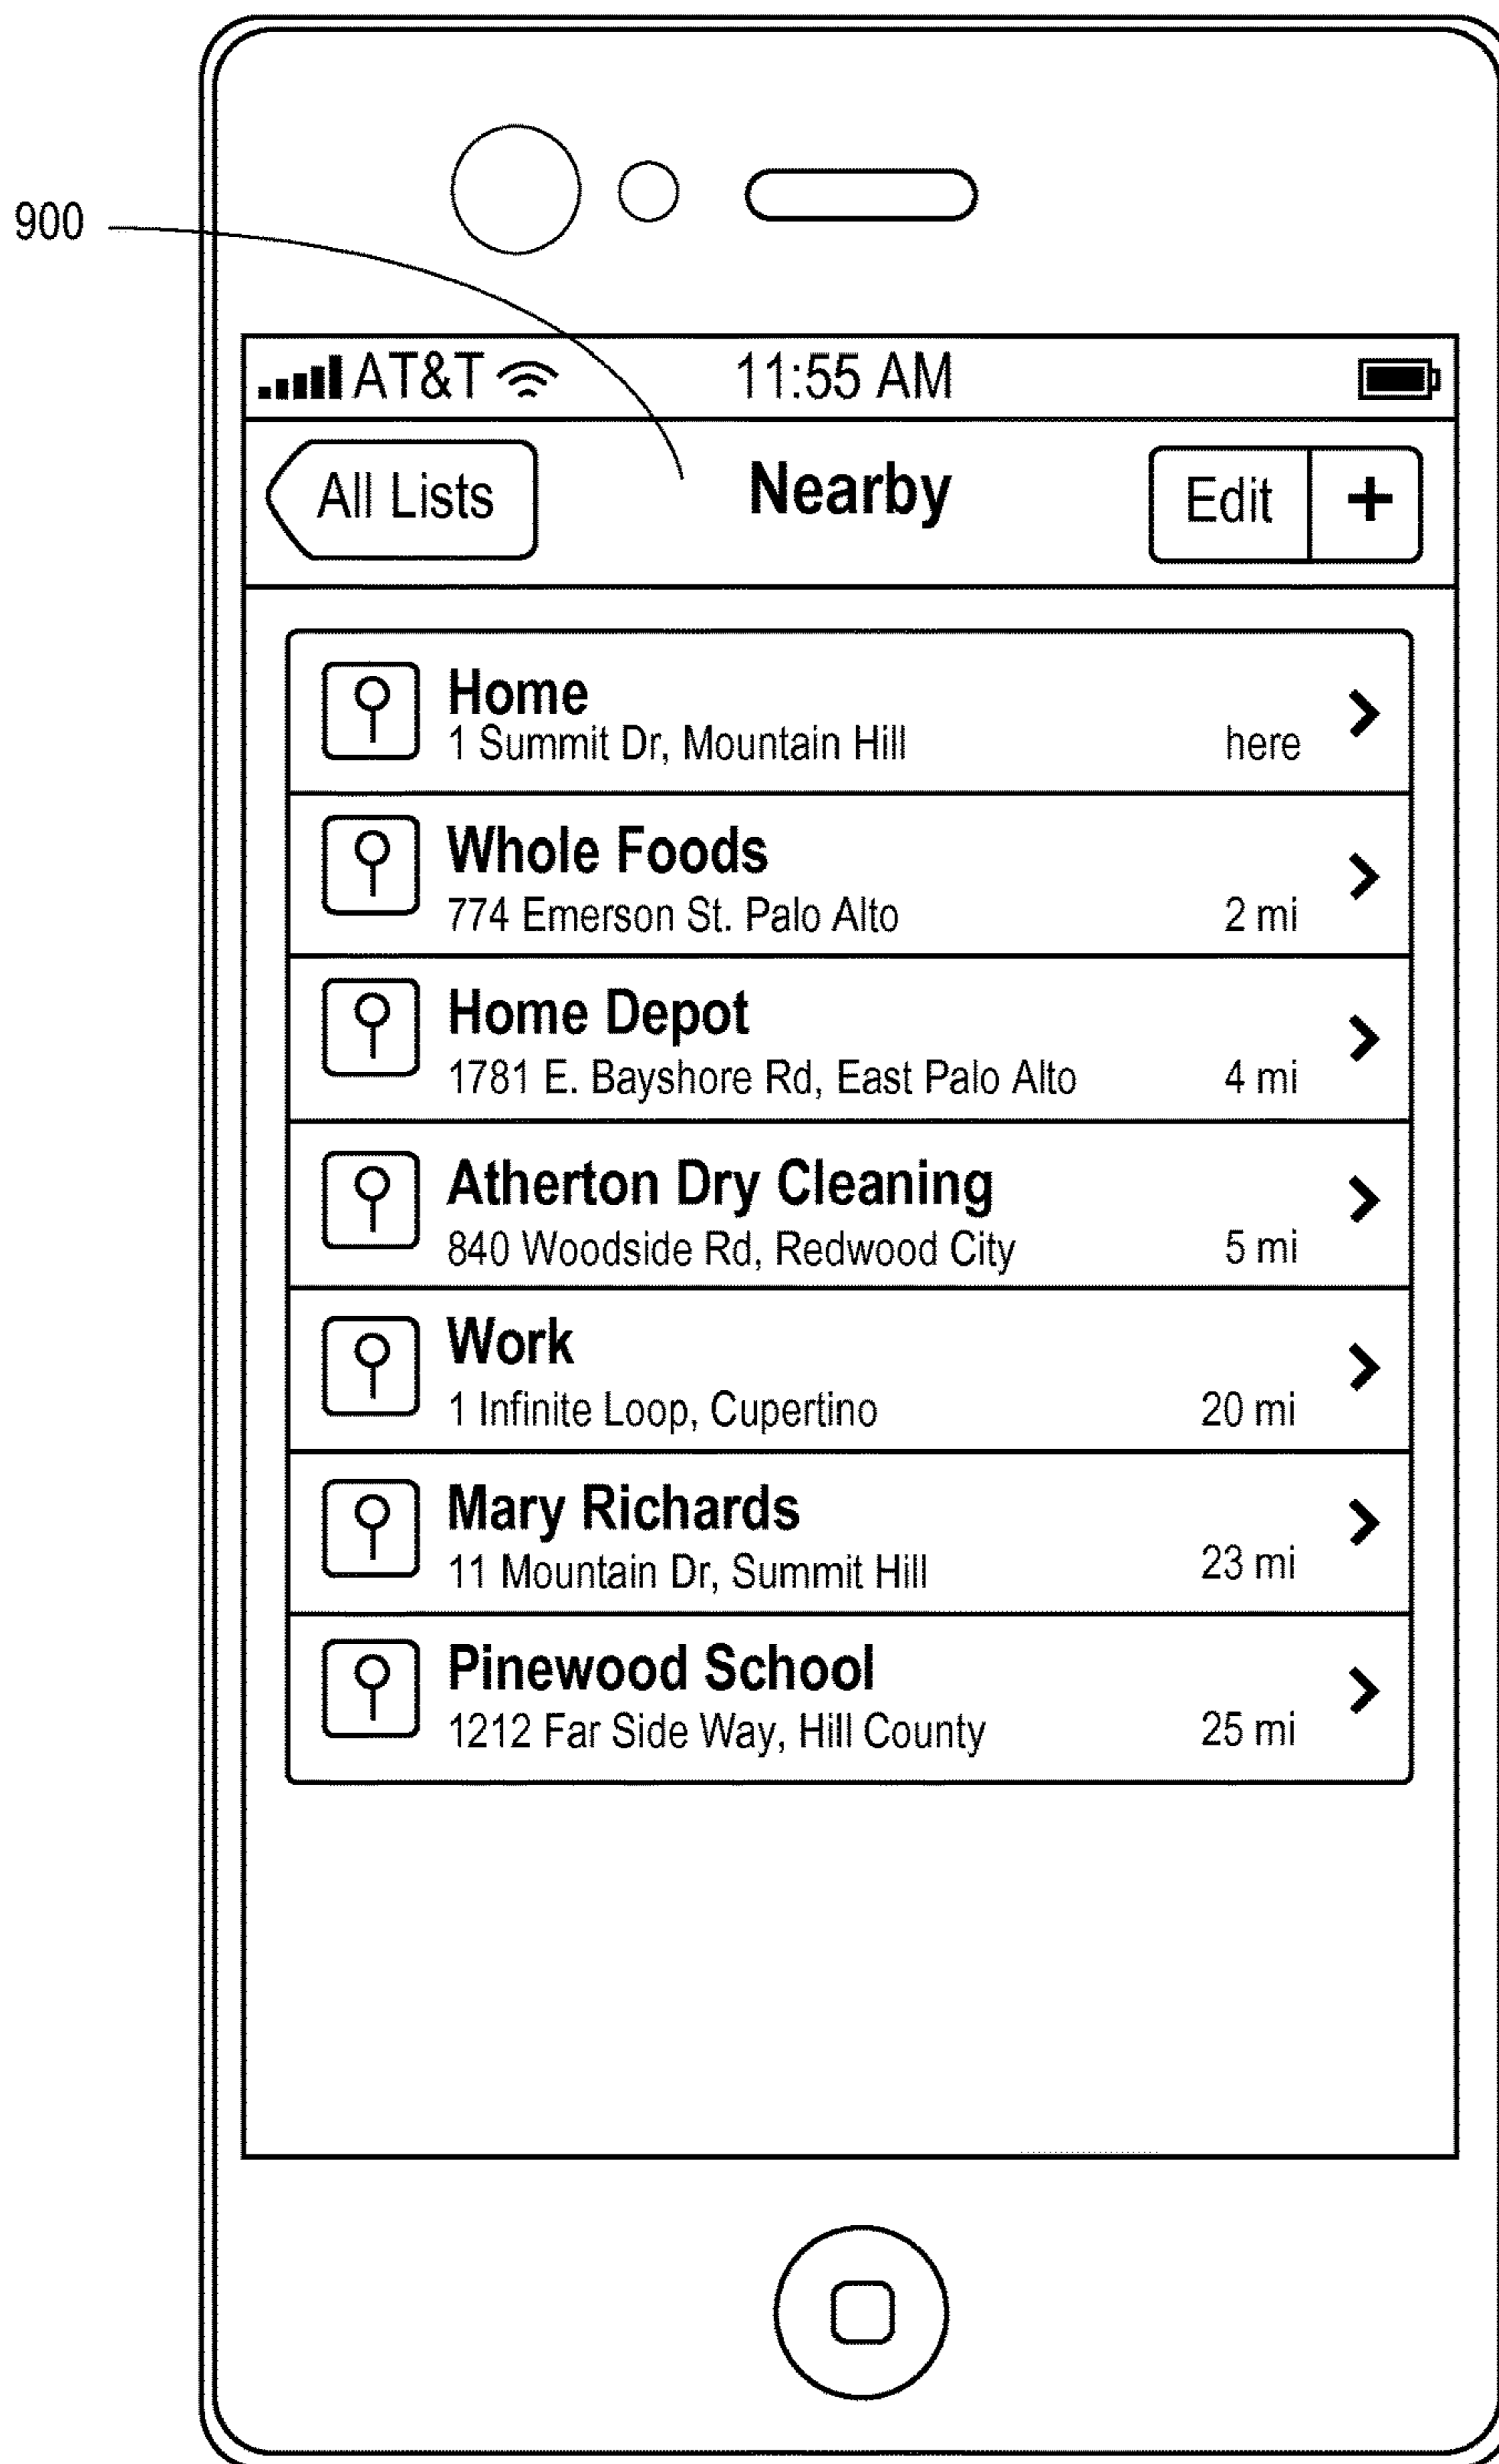 900
AT&T 11:55 AM
All Lists Nearby Edit +
Home
1 Summit Dr, Mountain Hill here
Whole Foods
774 Emerson St. Palo Alto 2 mi
Home Depot
1781 E. Bayshore Rd, East Palo Alto 4 mi
Atherton Dry Cleaning
840 Woodside Rd, Redwood City 5 mi
Work
1 Infinite Loop, Cupertino 20 mi
Mary Richards
11 Mountain Dr, Summit Hill 23 mi
Pinewood School
1212 Far Side Way, Hill County 25 mi